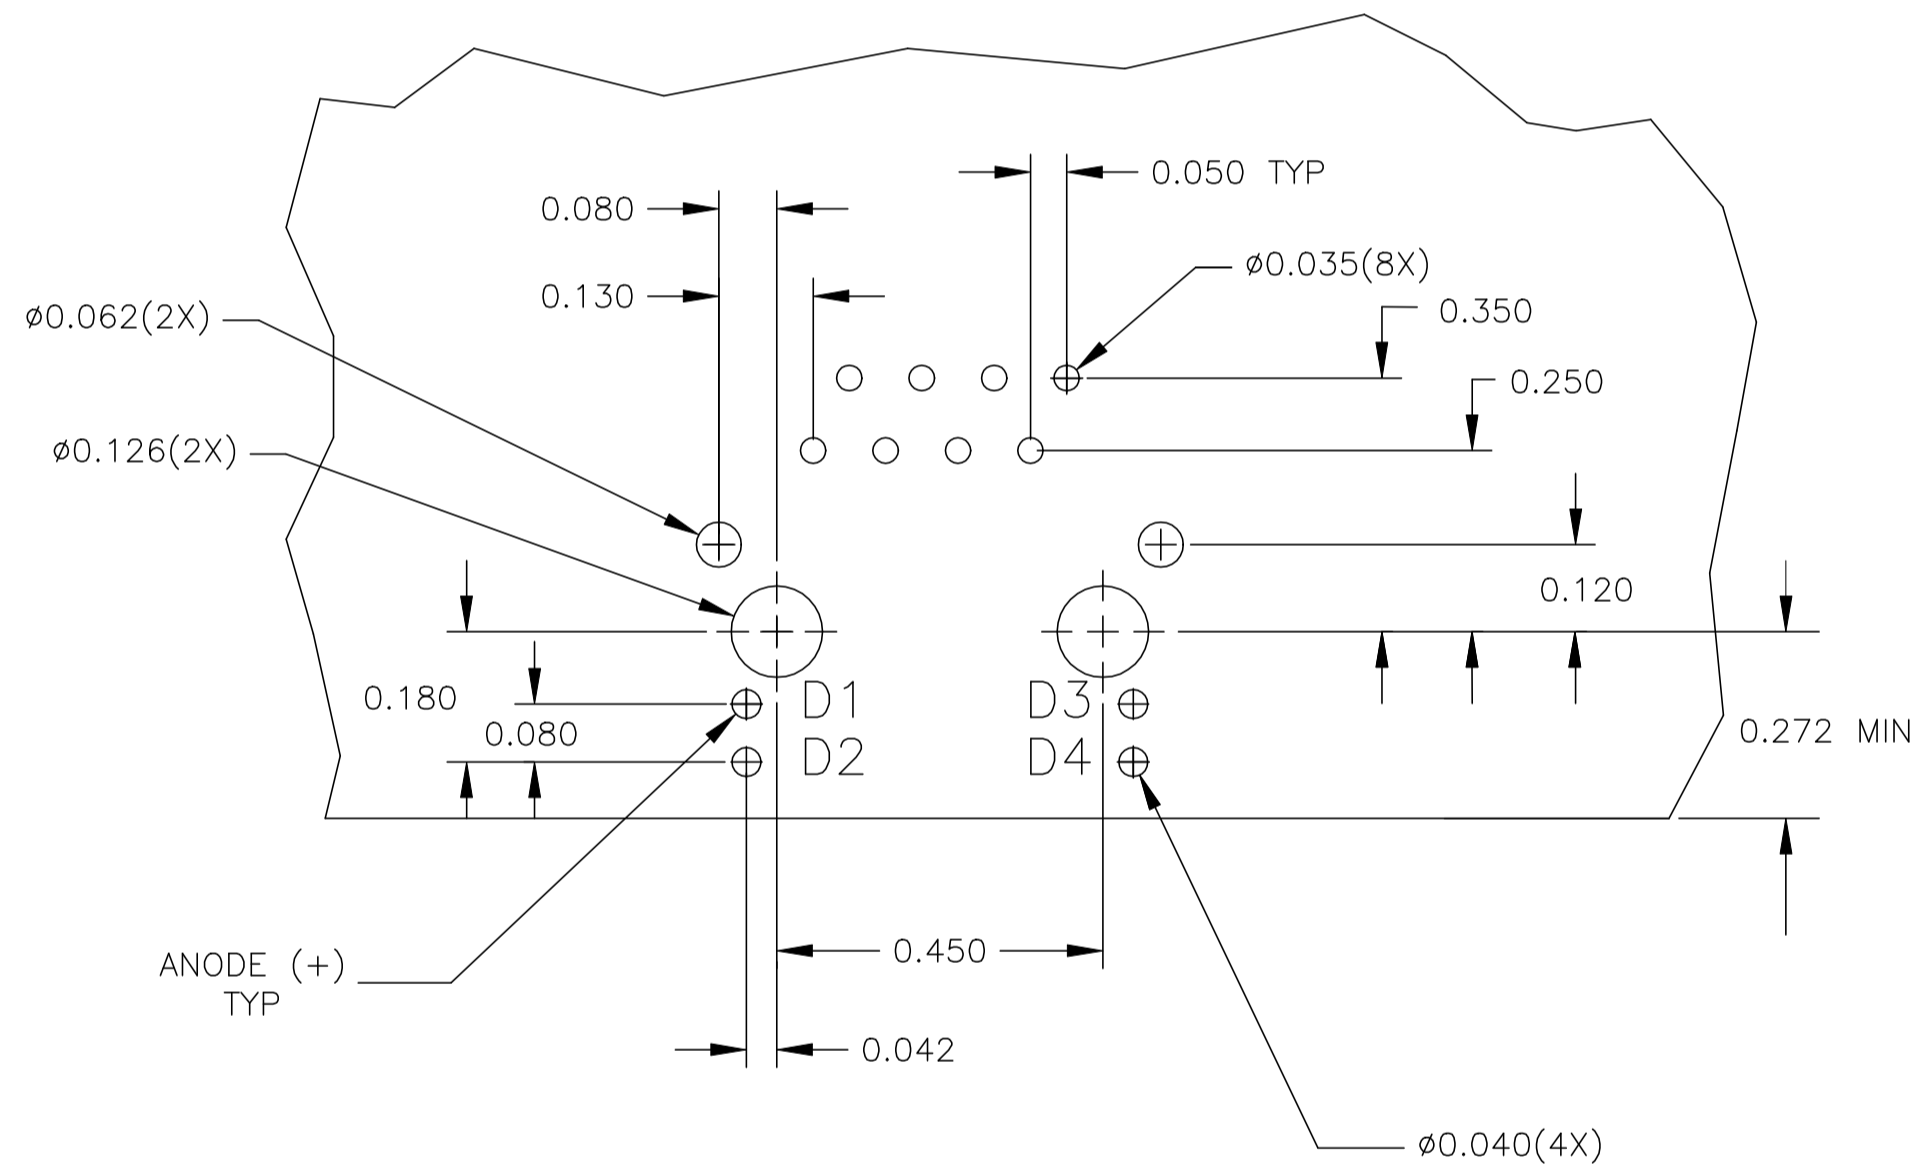 0.050 TYP
0.080
ø0.035(8X)
0.130
0.350
ø0.062(2X)
0.250
ø0.126(2X)
0.120
0.180
D1
D3
0.080
0.272 MIN
D2
D4
0.450
ANODE (+)
TYP
0.042
ø0.040(4X)